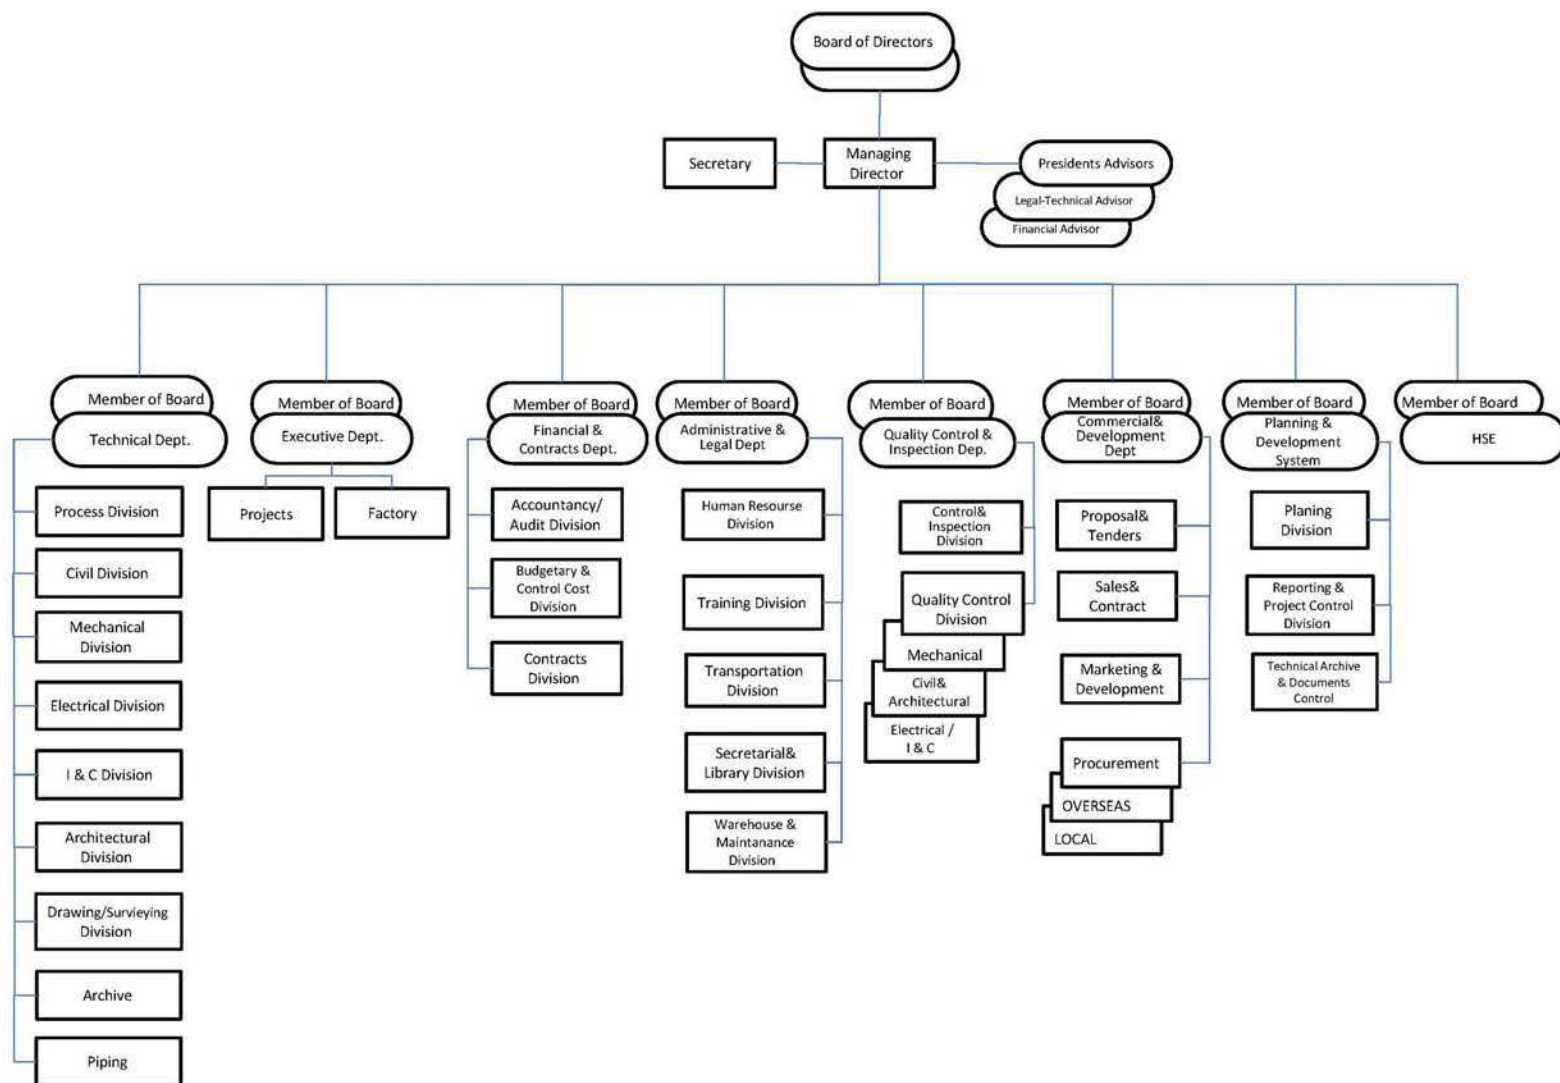 Board of Directors
Secretary
Managing
Director
Presidents Advisors
Legal-Technical Advisor
Financial Advisor
Member of Board
Technical Dept.
Process Division
Civil Division
Mechanical
Division
Electrical Division
I & C Division
Architectural
Division
Drawing/Survieying
Division
Archive
Piping
Member of Board
Executive Dept.
Projects
Factory
Member of Board
Financial &
Contracts Dept.
Accountancy/
Audit Division
Budgetary &
Control Cost
Division
Contracts
Division
Member of Board
Administrative &
Legal Dept
Human Resourse
Division
Training Division
Transportation
Division
Secretarial&
Library Division
Warehouse &
Maintanance
Division
Member of Board
Quality Control &
Inspection Dep.
Control&
Inspection
Division
Quality Control
Division
Mechanical
Civil&
Architectural
Electrical /
I & C
Member of Board
Commercial&
Development
Dept
Proposal&
Tenders
Sales&
Contract
Marketing &
Development
Procurement
OVERSEAS
LOCAL
Member of Board
Planning &
Development
System
Planing
Division
Reporting &
Project Control
Division
Technical Archive
& Documents
Control
Member of Board
HSE